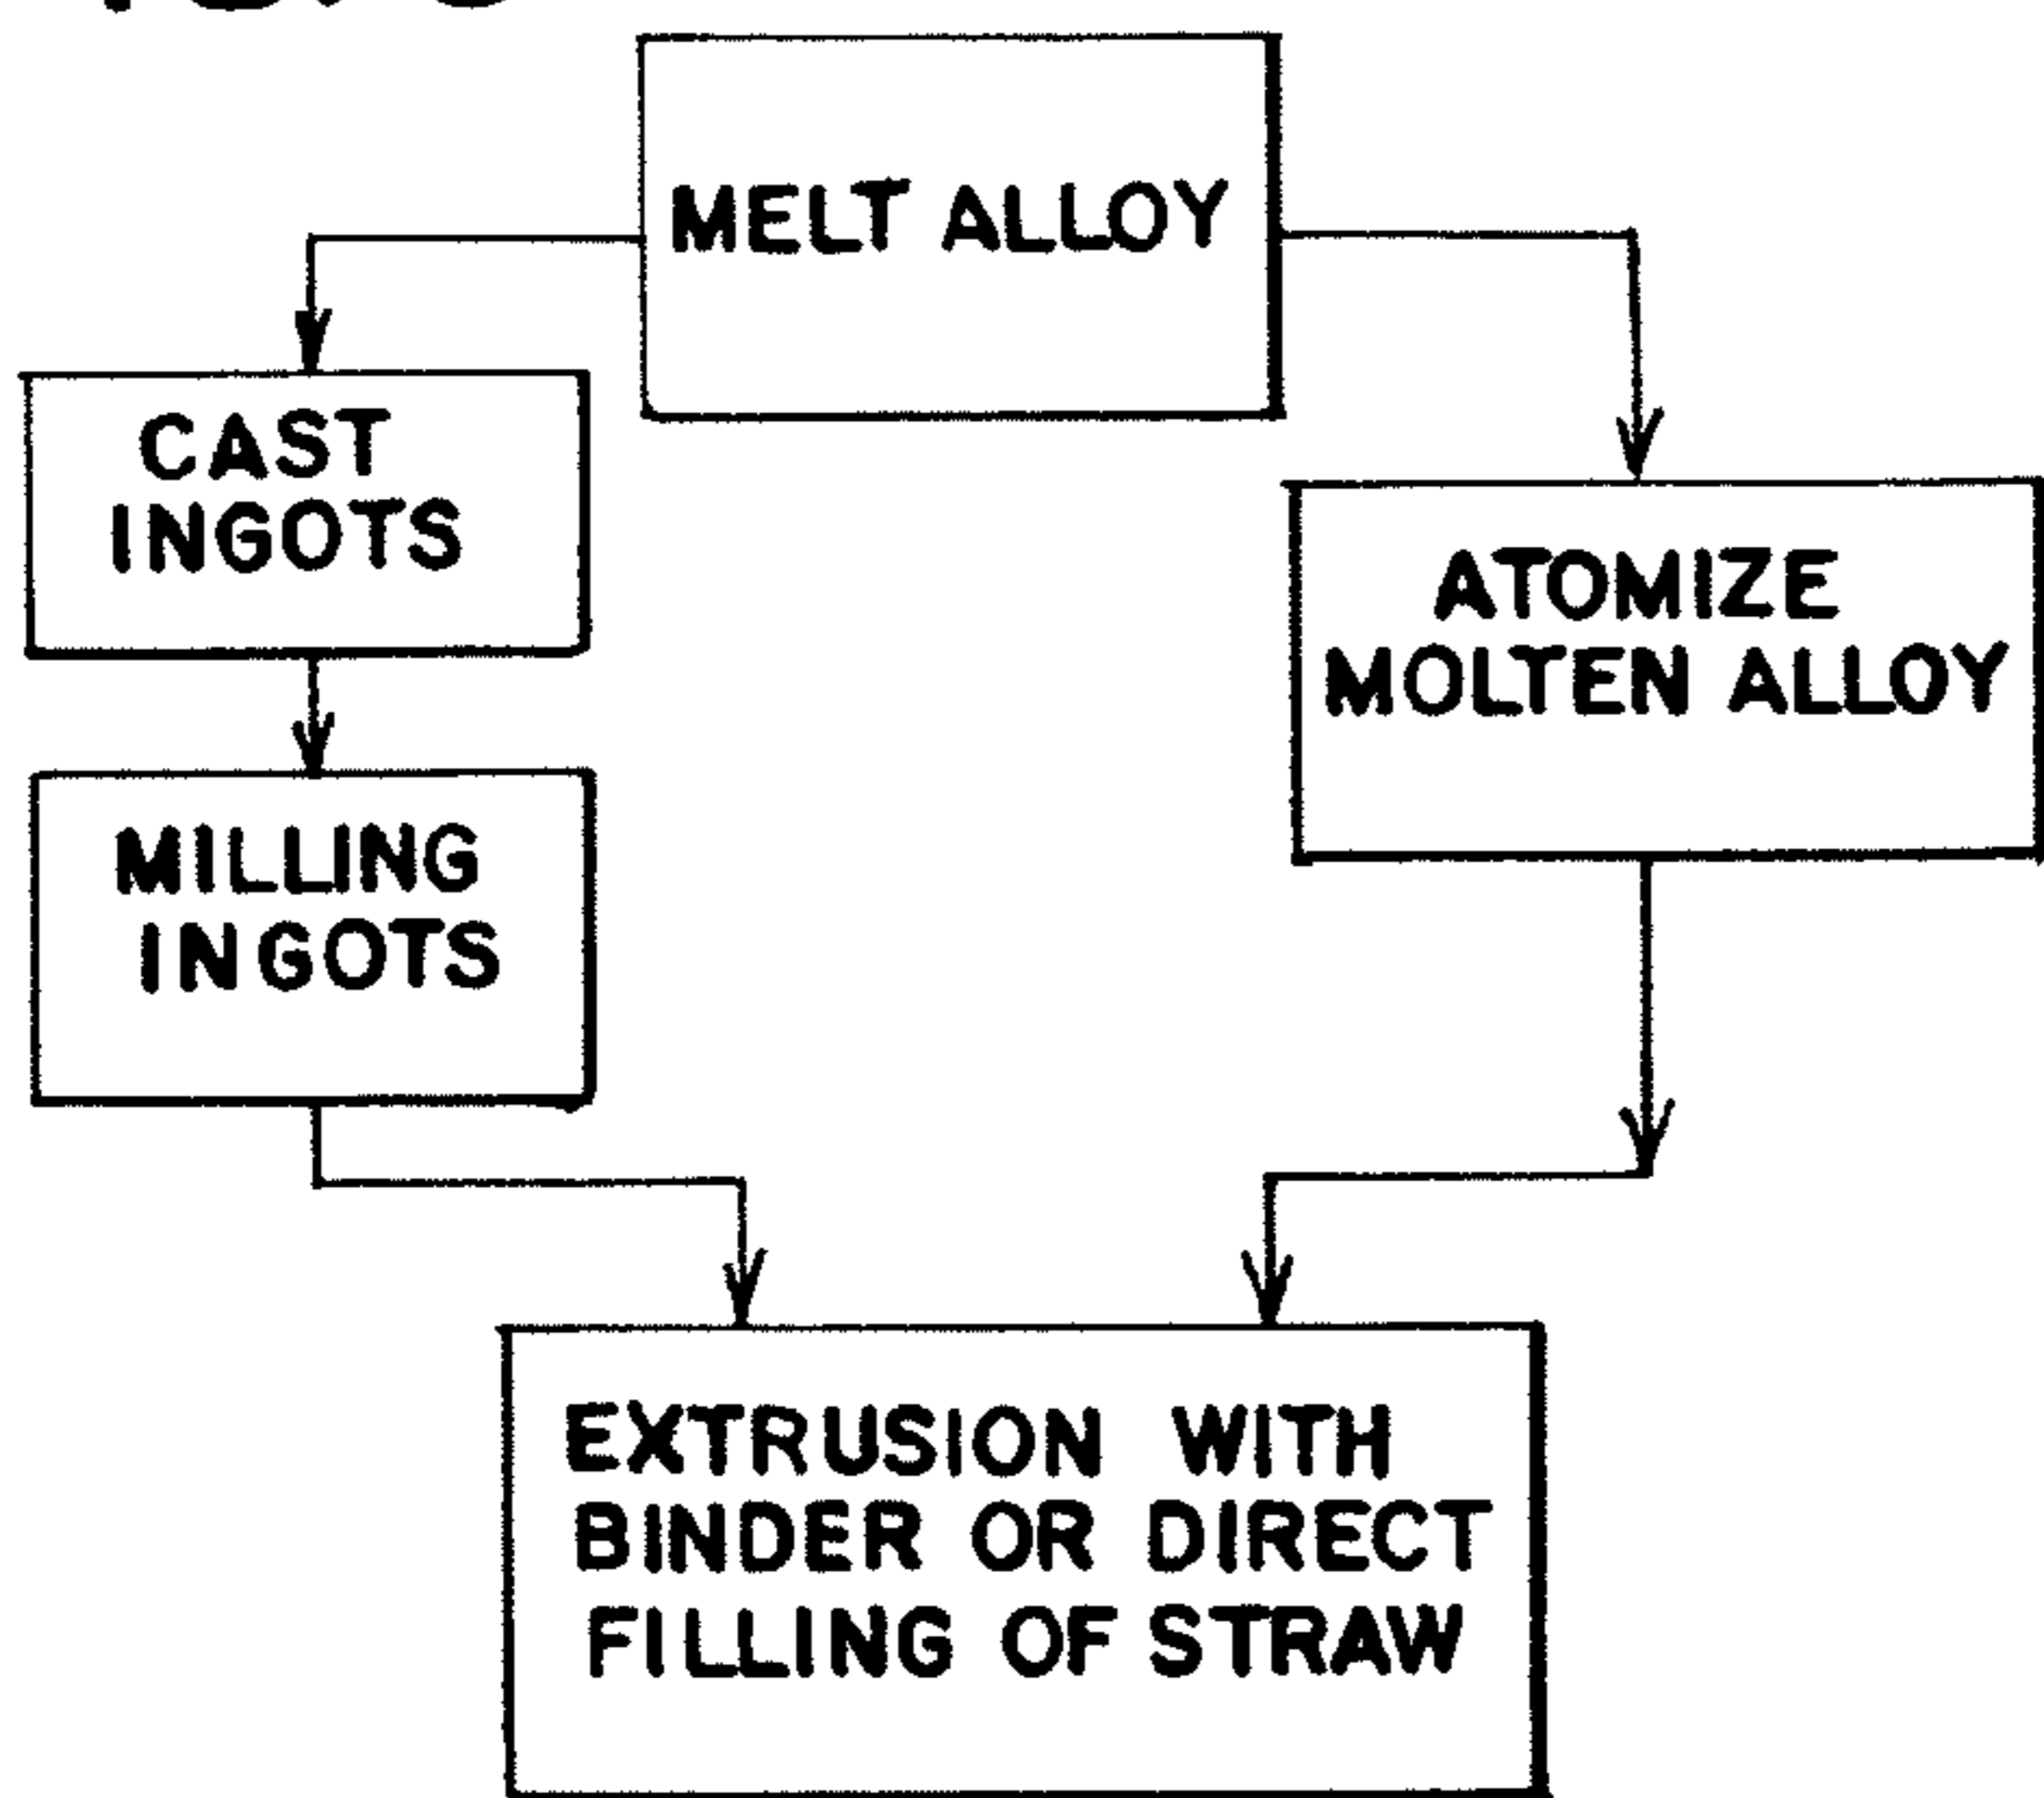 MELT ALLOY
CAST
INGOTS
ATOMIZE
MOLTEN ALLOY
MILLING
INGOTS
EXTRUSION WITH
BINDER OR DIRECT
FILLING OF STRAW